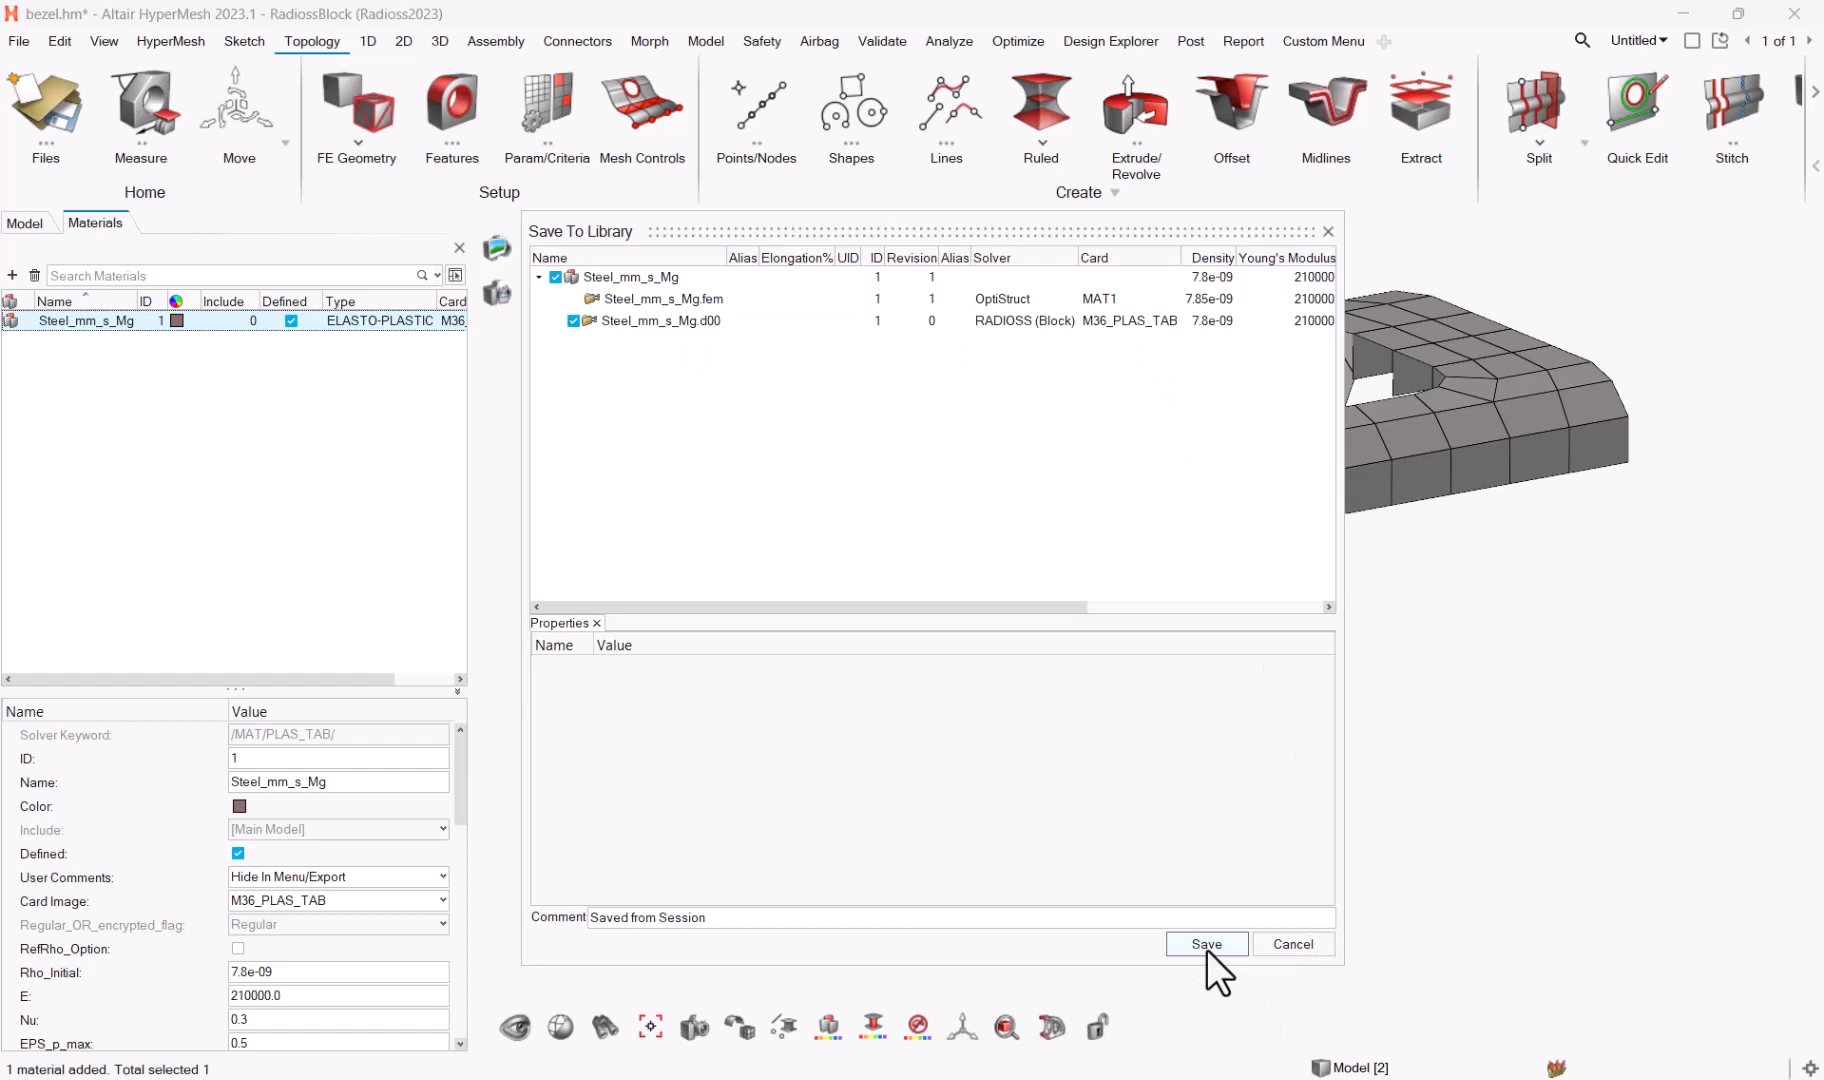 bezel.hm* - Altair HyperMesh 2023.1 - RadiossBlock (Radioss2023)
File Edit View HyperMesh Sketch Topology 1D 2D 3D Assembly Connectors Morph Model Safety Airbag Validate Analyze Optimize Design Explorer Post Report Custom Menu Untitled 1 of 1
Files Measure Move FE Geometry Features Param/Criteria Mesh Controls Points/Nodes Shapes Lines Ruled Extrude/ Offset Midlines Extract Split Quick Edit Stitch
Revolve
Home Setup Create
Model Materials
Search Materials
Name ID Include Defined Type Card
Steel_mm_s_Mg 1 0 ELASTO-PLASTIC M36_
Save To Library
Name Alias Elongation% UID ID Revision Alias Solver Card Density Young's Modulus
Steel_mm_s_Mg 1 1 7.8e-09 210000
Steel_mm_s_Mg.fem 1 1 OptiStruct MAT1 7.85e-09 210000
Steel_mm_s_Mg.d00 1 0 RADIOSS (Block) M36_PLAS_TAB 7.8e-09 210000
Properties
Name Value
Comment Saved from Session
Save Cancel
Name Value
Solver Keyword: /MAT/PLAS_TAB/
ID: 1
Name: Steel_mm_s_Mg
Color:
Include: [Main Model]
Defined:
User Comments: Hide In Menu/Export
Card Image: M36_PLAS_TAB
Regular_OR_encrypted_flag: Regular
RefRho_Option:
Rho_Initial: 7.8e-09
E: 210000.0
Nu: 0.3
EPS_p_max: 0.5
1 material added. Total selected 1
Model [2]